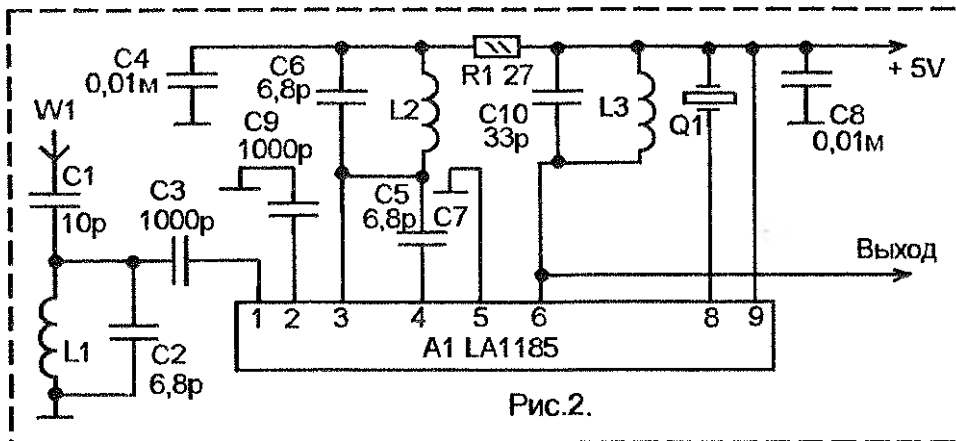 C4
0,01м
C6
6,8р
L2
R1 27
C10
33р
L3
Q1
+ 5V
C8
0,01м
W1
C1
10р
C9
1000р
C3
1000р
C5
6,8р
C7
Выход
L1
C2
6,8р
1 2 3 4 5 6 8 9
A1 LA1185
Рис.2.